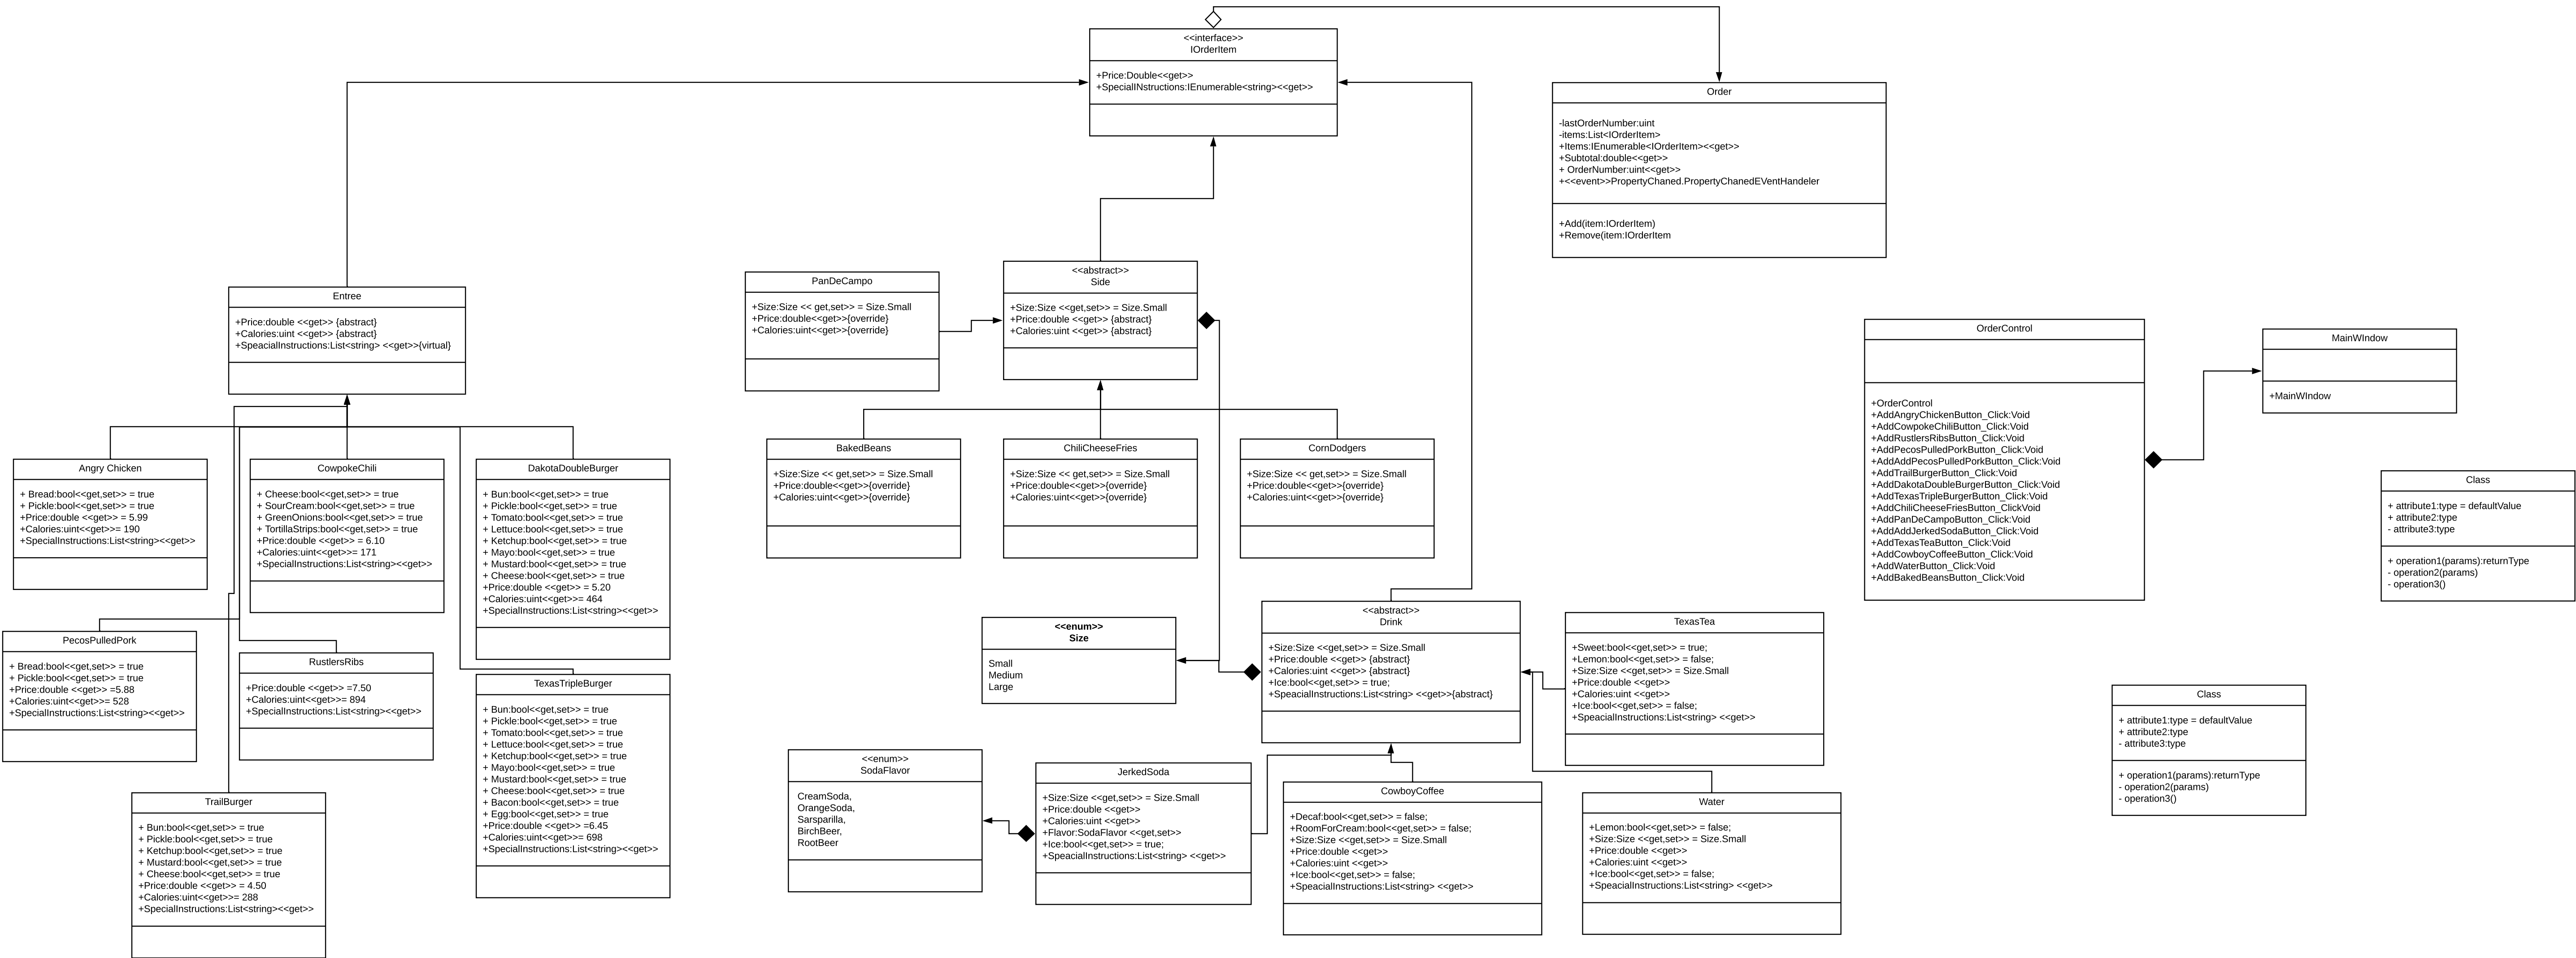 <<interface>>
IOrderItem
+Price:Double<<get>>
+SpecialINstructions:IEnumerable<string><<get>>
Order
-lastOrderNumber:uint
-items:List<IOrderItem>
+Items:IEnumerable<IOrderItem><<get>>
+Subtotal:double<<get>>
+ OrderNumber:uint<<get>>
+<<event>>PropertyChaned.PropertyChanedEVentHandeler
+Add(item:IOrderItem)
+Remove(item:IOrderItem
Entree
+Price:double <<get>> {abstract}
+Calories:uint <<get>> {abstract}
+SpeacialInstructions:List<string> <<get>>{virtual}
PanDeCampo
+Size:Size << get,set>> = Size.Small
+Price:double<<get>>{override}
+Calories:uint<<get>>{override}
<<abstract>>
Side
+Size:Size <<get,set>> = Size.Small
+Price:double <<get>> {abstract}
+Calories:uint <<get>> {abstract}
OrderControl
+OrderControl
+AddAngryChickenButton_Click:Void
+AddCowpokeChiliButton_Click:Void
+AddRustlersRibsButton_Click:Void
+AddPecosPulledPorkButton_Click:Void
+AddAddPecosPulledPorkButton_Click:Void
+AddTrailBurgerButton_Click:Void
+AddDakotaDoubleBurgerButton_Click:Void
+AddTexasTripleBurgerButton_Click:Void
+AddChiliCheeseFriesButton_ClickVoid
+AddPanDeCampoButton_Click:Void
+AddAddJerkedSodaButton_Click:Void
+AddTexasTeaButton_Click:Void
+AddCowboyCoffeeButton_Click:Void
+AddWaterButton_Click:Void
+AddBakedBeansButton_Click:Void
MainWIndow
+MainWIndow
Angry Chicken
+ Bread:bool<<get,set>> = true
+ Pickle:bool<<get,set>> = true
+Price:double <<get>> = 5.99
+Calories:uint<<get>>= 190
+SpecialInstructions:List<string><<get>>
CowpokeChili
+ Cheese:bool<<get,set>> = true
+ SourCream:bool<<get,set>> = true
+ GreenOnions:bool<<get,set>> = true
+ TortillaStrips:bool<<get,set>> = true
+Price:double <<get>> = 6.10
+Calories:uint<<get>>= 171
+SpecialInstructions:List<string><<get>>
DakotaDoubleBurger
+ Bun:bool<<get,set>> = true
+ Pickle:bool<<get,set>> = true
+ Tomato:bool<<get,set>> = true
+ Lettuce:bool<<get,set>> = true
+ Ketchup:bool<<get,set>> = true
+ Mayo:bool<<get,set>> = true
+ Mustard:bool<<get,set>> = true
+ Cheese:bool<<get,set>> = true
+Price:double <<get>> = 5.20
+Calories:uint<<get>>= 464
+SpecialInstructions:List<string><<get>>
BakedBeans
+Size:Size << get,set>> = Size.Small
+Price:double<<get>>{override}
+Calories:uint<<get>>{override}
ChiliCheeseFries
+Size:Size << get,set>> = Size.Small
+Price:double<<get>>{override}
+Calories:uint<<get>>{override}
CornDodgers
+Size:Size << get,set>> = Size.Small
+Price:double<<get>>{override}
+Calories:uint<<get>>{override}
Class
+ attribute1:type = defaultValue
+ attribute2:type
- attribute3:type
+ operation1(params):returnType
- operation2(params)
- operation3()
PecosPulledPork
+ Bread:bool<<get,set>> = true
+ Pickle:bool<<get,set>> = true
+Price:double <<get>> =5.88
+Calories:uint<<get>>= 528
+SpecialInstructions:List<string><<get>>
RustlersRibs
+Price:double <<get>> =7.50
+Calories:uint<<get>>= 894
+SpecialInstructions:List<string><<get>>
TexasTripleBurger
+ Bun:bool<<get,set>> = true
+ Pickle:bool<<get,set>> = true
+ Tomato:bool<<get,set>> = true
+ Lettuce:bool<<get,set>> = true
+ Ketchup:bool<<get,set>> = true
+ Mayo:bool<<get,set>> = true
+ Mustard:bool<<get,set>> = true
+ Cheese:bool<<get,set>> = true
+ Bacon:bool<<get,set>> = true
+ Egg:bool<<get,set>> = true
+Price:double <<get>> =6.45
+Calories:uint<<get>>= 698
+SpecialInstructions:List<string><<get>>
<<enum>>
Size
Small
Medium
Large
<<abstract>>
Drink
+Size:Size <<get,set>> = Size.Small
+Price:double <<get>> {abstract}
+Calories:uint <<get>> {abstract}
+Ice:bool<<get,set>> = true;
+SpeacialInstructions:List<string> <<get>>{abstract}
TexasTea
+Sweet:bool<<get,set>> = true;
+Lemon:bool<<get,set>> = false;
+Size:Size <<get,set>> = Size.Small
+Price:double <<get>>
+Calories:uint <<get>>
+Ice:bool<<get,set>> = false;
+SpeacialInstructions:List<string> <<get>>
Class
+ attribute1:type = defaultValue
+ attribute2:type
- attribute3:type
+ operation1(params):returnType
- operation2(params)
- operation3()
TrailBurger
+ Bun:bool<<get,set>> = true
+ Pickle:bool<<get,set>> = true
+ Ketchup:bool<<get,set>> = true
+ Mustard:bool<<get,set>> = true
+ Cheese:bool<<get,set>> = true
+Price:double <<get>> = 4.50
+Calories:uint<<get>>= 288
+SpecialInstructions:List<string><<get>>
<<enum>>
SodaFlavor
CreamSoda,
OrangeSoda,
Sarsparilla,
BirchBeer,
RootBeer
JerkedSoda
+Size:Size <<get,set>> = Size.Small
+Price:double <<get>>
+Calories:uint <<get>>
+Flavor:SodaFlavor <<get,set>>
+Ice:bool<<get,set>> = true;
+SpeacialInstructions:List<string> <<get>>
CowboyCoffee
+Decaf:bool<<get,set>> = false;
+RoomForCream:bool<<get,set>> = false;
+Size:Size <<get,set>> = Size.Small
+Price:double <<get>>
+Calories:uint <<get>>
+Ice:bool<<get,set>> = false;
+SpeacialInstructions:List<string> <<get>>
Water
+Lemon:bool<<get,set>> = false;
+Size:Size <<get,set>> = Size.Small
+Price:double <<get>>
+Calories:uint <<get>>
+Ice:bool<<get,set>> = false;
+SpeacialInstructions:List<string> <<get>>